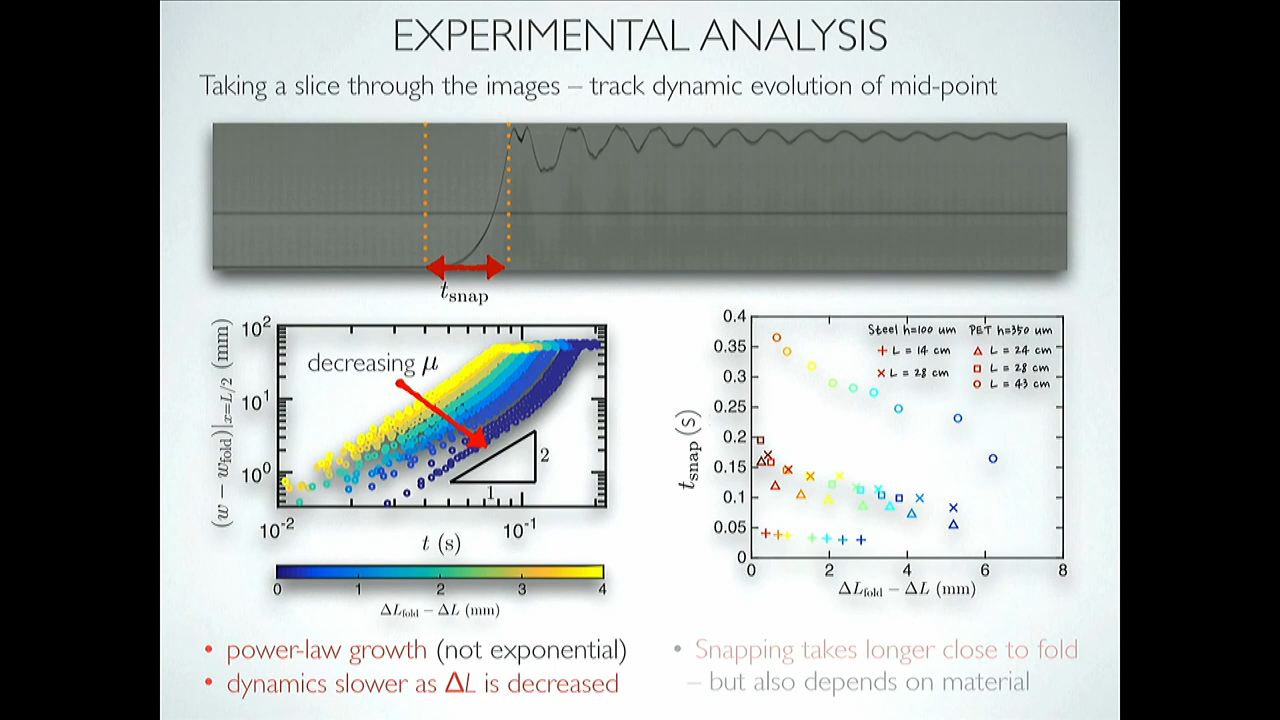 EXPERIMENTAL ANALYSIS
Taking a slice through the images – track dynamic evolution of mid-point
t_snap
decreasing μ
(w − w_fold)|_{x=L/2} (mm)
10^2
10^1
10^0
10^-2
10^-1
2
1
t (s)
0 1 2 3 4
ΔL_fold − ΔL (mm)
0.4
0.35
0.3
0.25
0.2
0.15
0.1
0.05
0
t_snap (s)
Steel h=100 um PET h=350 um
+ L = 14 cm △ L = 24 cm
× L = 28 cm □ L = 28 cm
○ L = 43 cm
0 2 4 6 8
ΔL_fold − ΔL (mm)
• power-law growth (not exponential)
• dynamics slower as ΔL is decreased
• Snapping takes longer close to fold
– but also depends on material